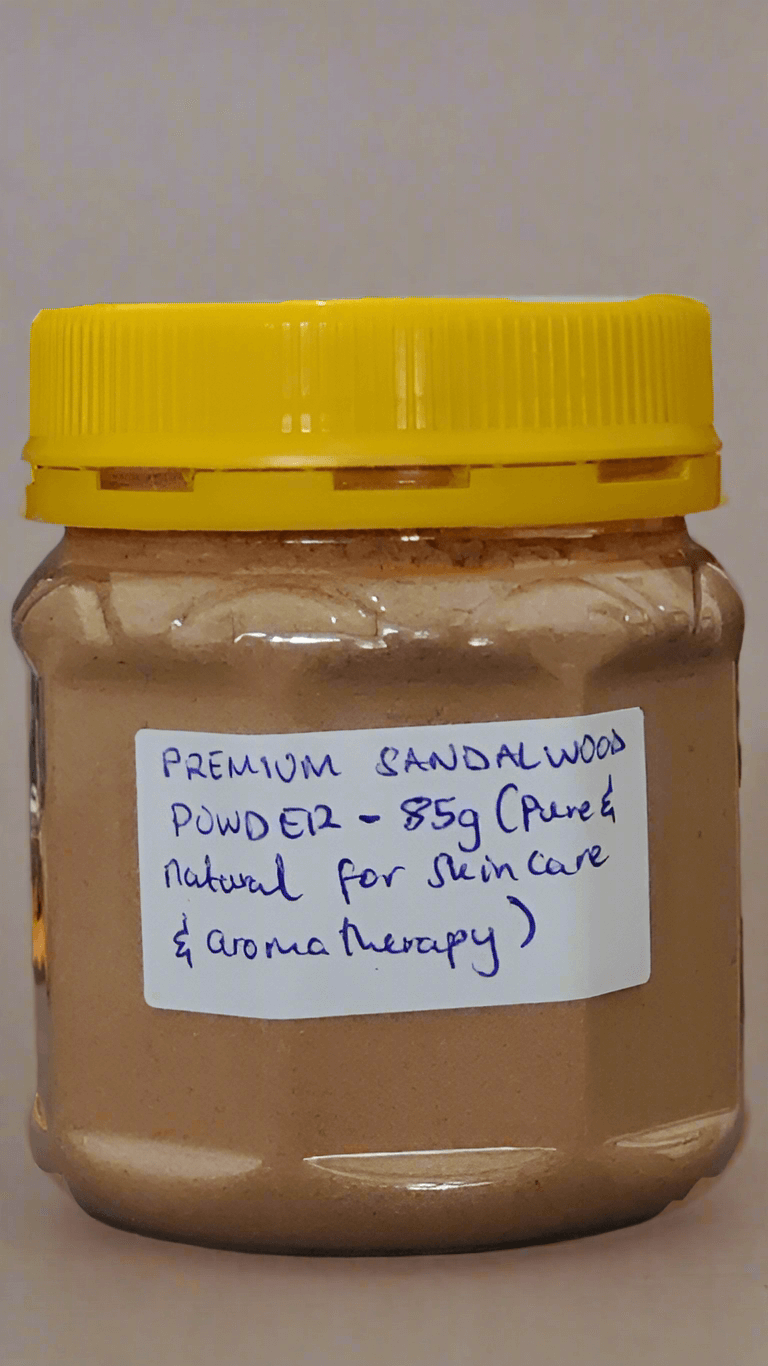 PREMIUM SANDALWOOD
POWDER - 85g (Pure &
natural for skin care
& aromatherapy)